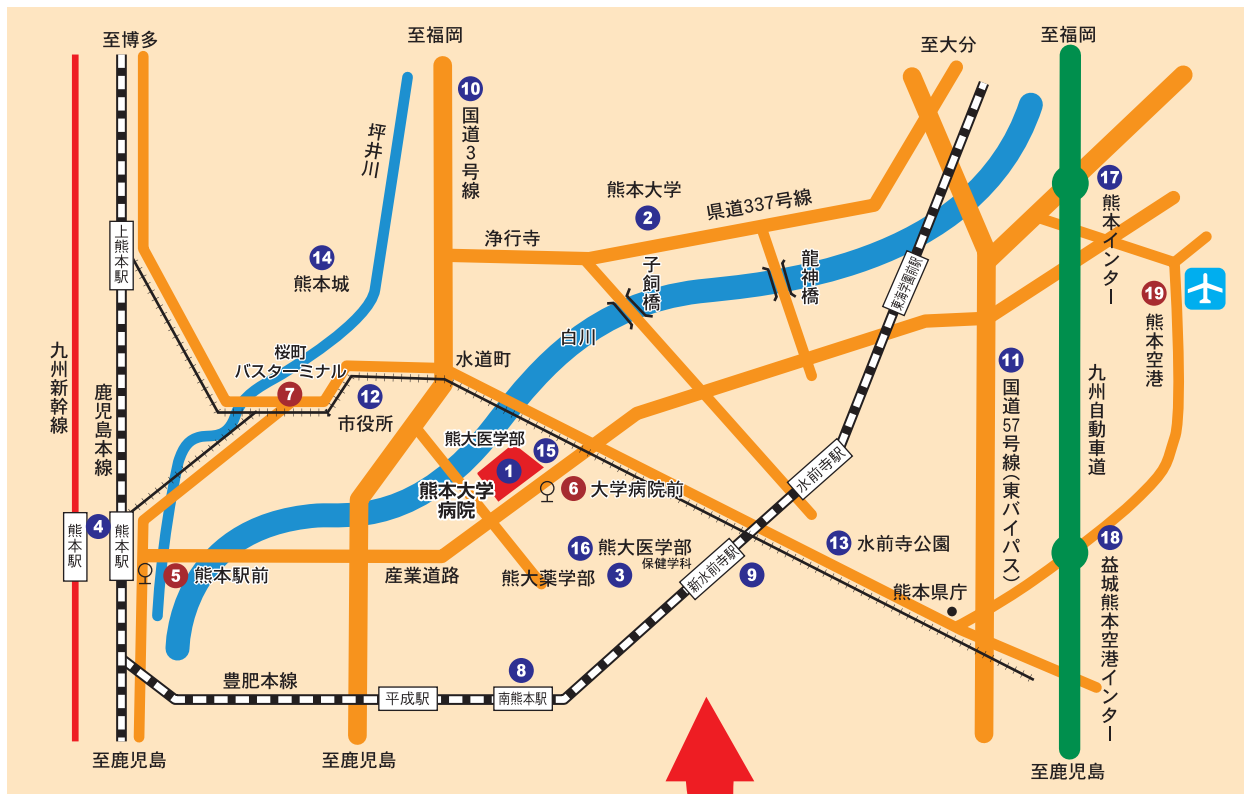 至博多
至福岡
至大分
至福岡
10
国道3号線
坪井川
熊本大学
2
県道337号線
17
熊本インター
上熊本駅
14
熊本城
浄行寺
子飼橋
龍神橋
東海学園前駅
19
熊本空港
九州新幹線
鹿児島本線
桜町
バスターミナル
7
水道町
白川
12
市役所
11
国道57号線(東バイパス)
九州自動車道
熊大医学部
15
1
熊本大学
病院
6
大学病院前
水前寺駅
熊本駅
4
熊本駅
5
熊本駅前
産業道路
16
熊大医学部
保健学科
熊大薬学部
3
新水前寺駅
9
13
水前寺公園
熊本県庁
18
益城熊本空港インター
豊肥本線
平成駅
8
南熊本駅
至鹿児島
至鹿児島
至鹿児島